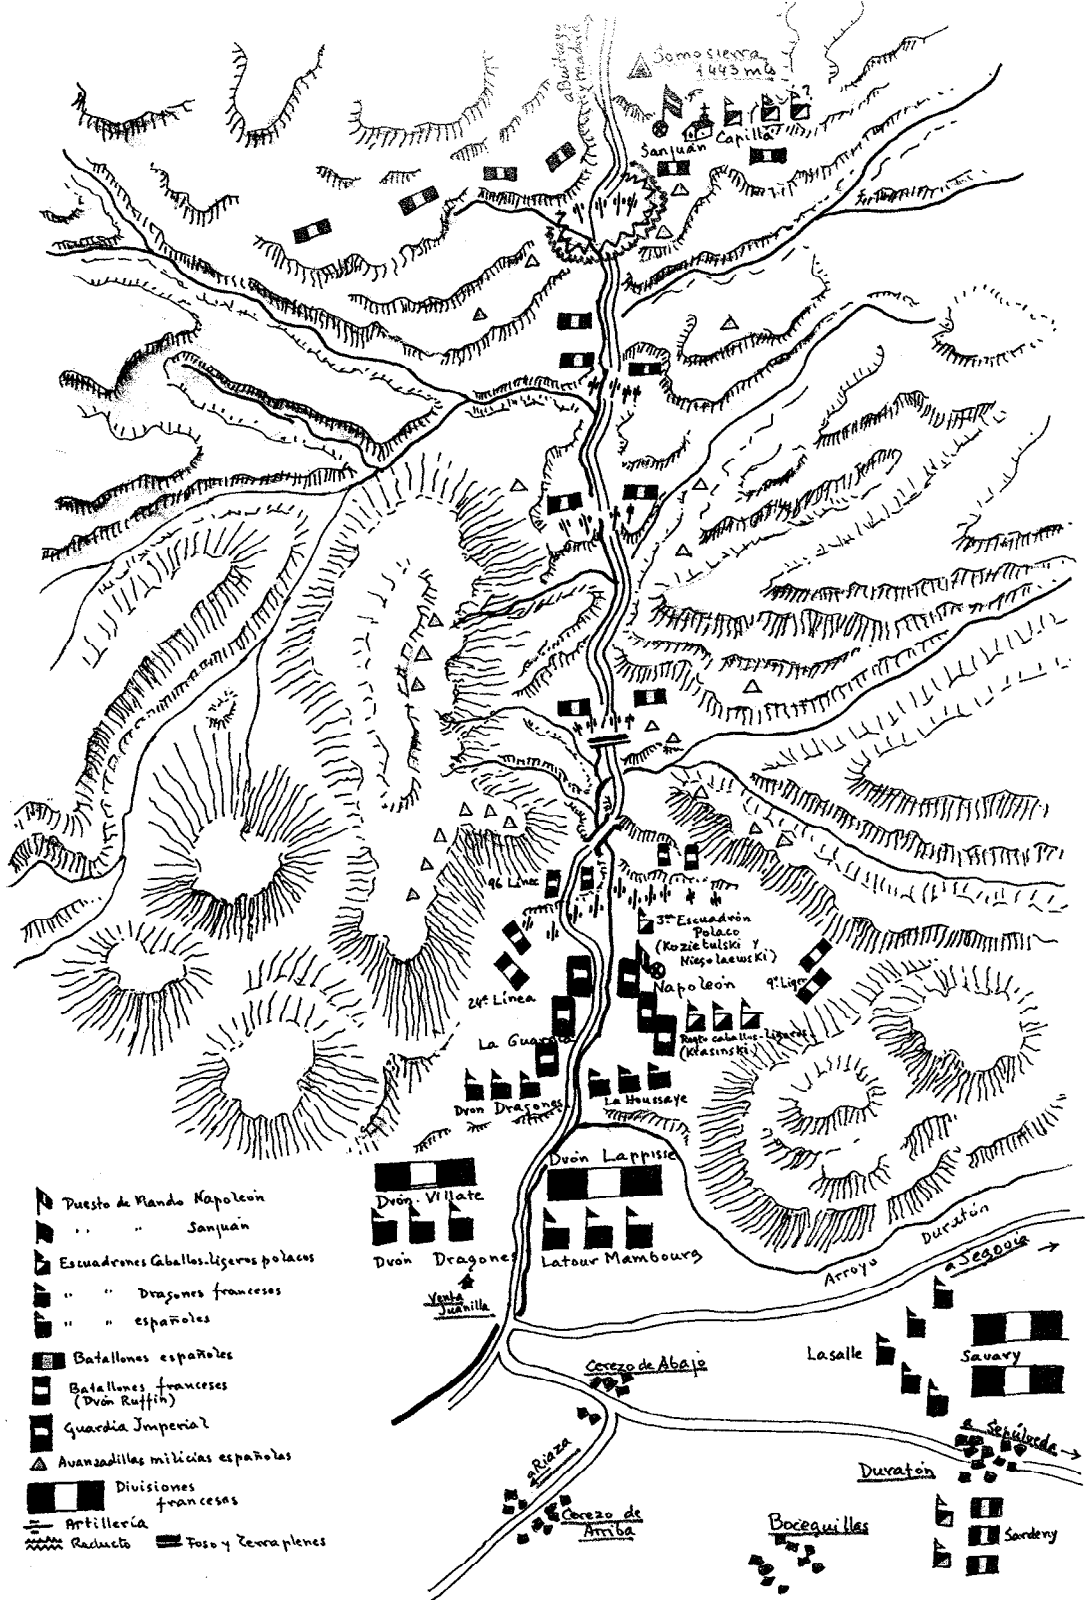 a Buitrago
y Madrid
Somosierra
1443 mts
Sanjuán
Capilla
?
96 Línea
3er Escuadrón
Polaco
(Kozietulski y
Niegolaewski)
Napoleón
9º Ligero
24º Línea
La Guardia
Regto caballos-ligeros
(Krasinski)
Dvón Dragones
La Houssaye
Dvón Lappisse
Dvón. Villate
Dvón Dragones
Latour Mambourg
Venta
Juanilla
Arroyo Duratón
a Segovia
Lasalle
Savary
Cerezo de Abajo
a Sepúlveda
Duratón
a Riaza
Cerezo de
Arriba
Boceguillas
Sardeny
Puesto de Mando Napoleón
" " Sanjuán
Escuadrones Caballos-ligeros polacos
" " Dragones franceses
" " españoles
Batallones españoles
Batallones franceses
(Dvón Ruffin)
Guardia Imperial
Avanzadillas milicias españolas
Divisiones
francesas
Artillería
Reducto
Foso y Terraplenes